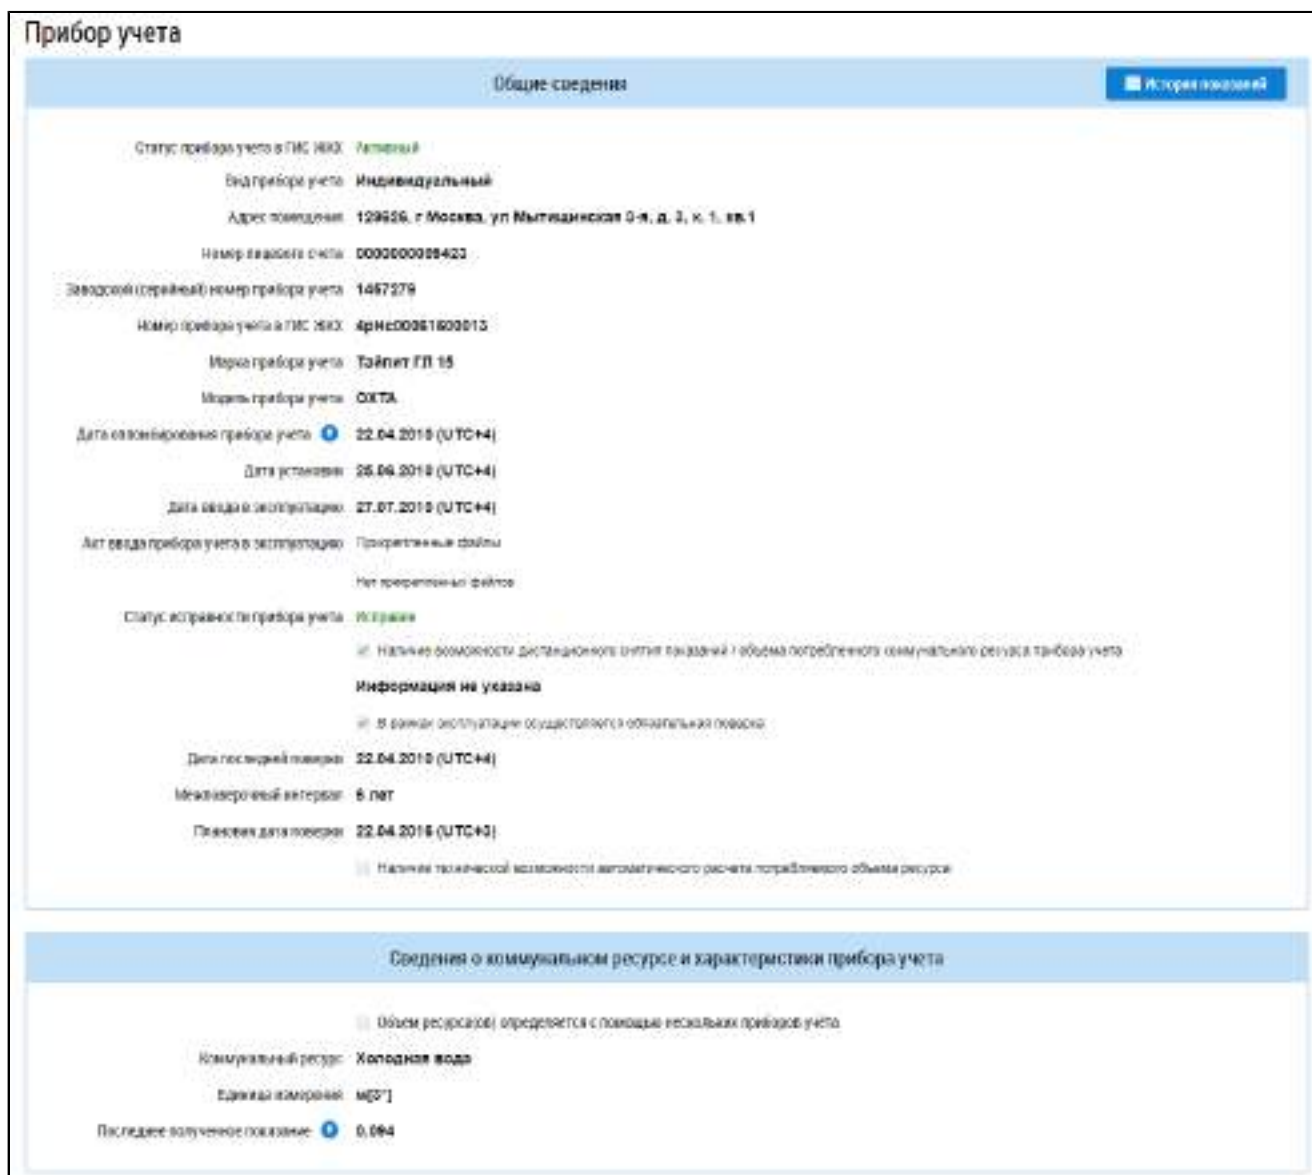 Прибор учета
Общие сведения
История показаний
Статус прибора учета в ГИС ЖКХ Активный
Вид прибора учета Индивидуальный
Адрес помещения 129626, г Москва, ул Мытищинская 3-я, д. 3, к. 1, кв.1
Номер лицевого счета
Заводской (серийный) номер прибора учета 1467279
Номер прибора учета в ГИС ЖКХ
Марка прибора учета Тайпит ГЛ 15
Модель прибора учета ОХТА
Дата опломбирования прибора учета 22.04.2010 (UTC+4)
Дата установки 25.06.2010 (UTC+4)
Дата ввода в эксплуатацию 27.07.2010 (UTC+4)
Акт ввода прибора учета в эксплуатацию Прикрепленные файлы
Нет прикрепленных файлов
Статус исправности прибора учета Исправен
Наличие возможности дистанционного снятия показаний / объема потребленного коммунального ресурса прибора учета
Информация не указана
В рамках эксплуатации осуществляется обязательная поверка
Дата последней поверки 22.04.2010 (UTC+4)
Межповерочный интервал 6 лет
Плановая дата поверки 22.04.2016 (UTC+3)
Наличие технической возможности автоматического расчета потребляемого объема ресурса
Сведения о коммунальном ресурсе и характеристики прибора учета
Объем ресурса(ов) определяется с помощью нескольких приборов учета
Коммунальный ресурс Холодная вода
Единица измерения м[3*]
Последнее полученное показание 0,094